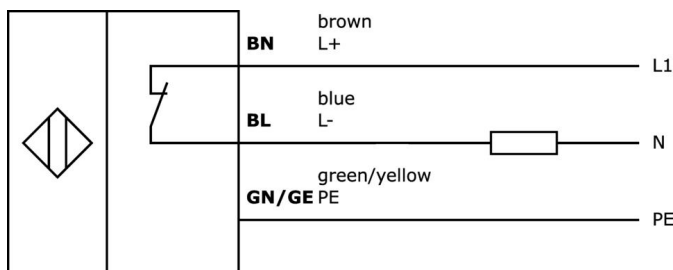 brown
BN L+
L1
blue
BL L-
N
green/yellow
GN/GE PE
PE